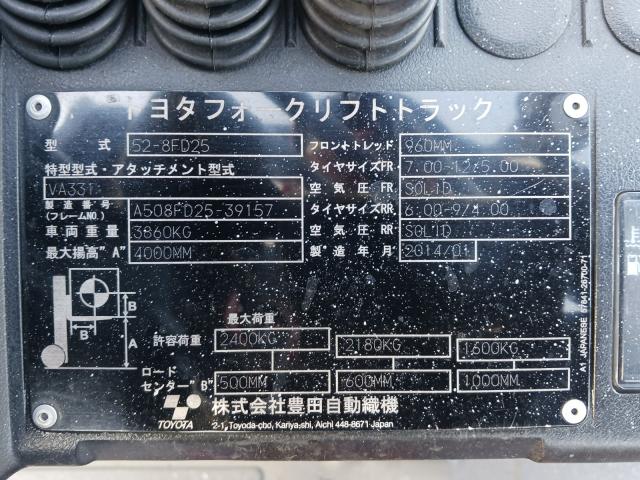 トヨタフォークリフトトラック
型式 52-8FD25 フロントトレッド 960MM
特型型式・アタッチメント型式 タイヤサイズFR 7.00-12/5.00
VA331 空気圧FR SOLID
製造番号 (フレームNO.) A508FD25-39157 タイヤサイズRR 6.00-9/4.00
車両重量 3860KG 空気圧RR SOLID
最大揚高"A" 4000MM 製造年月 2014/01
B
B A
最大荷重
許容荷重 2400KG 2180KG 1600KG
ロード
センター"B" 500MM 600MM 1000MM
TOYOTA 株式会社豊田自動織機
2-1, Toyoda-cho, Kariya-shi, Aichi 448-8671 Japan
A1 JAPANESE 57641-26700-71